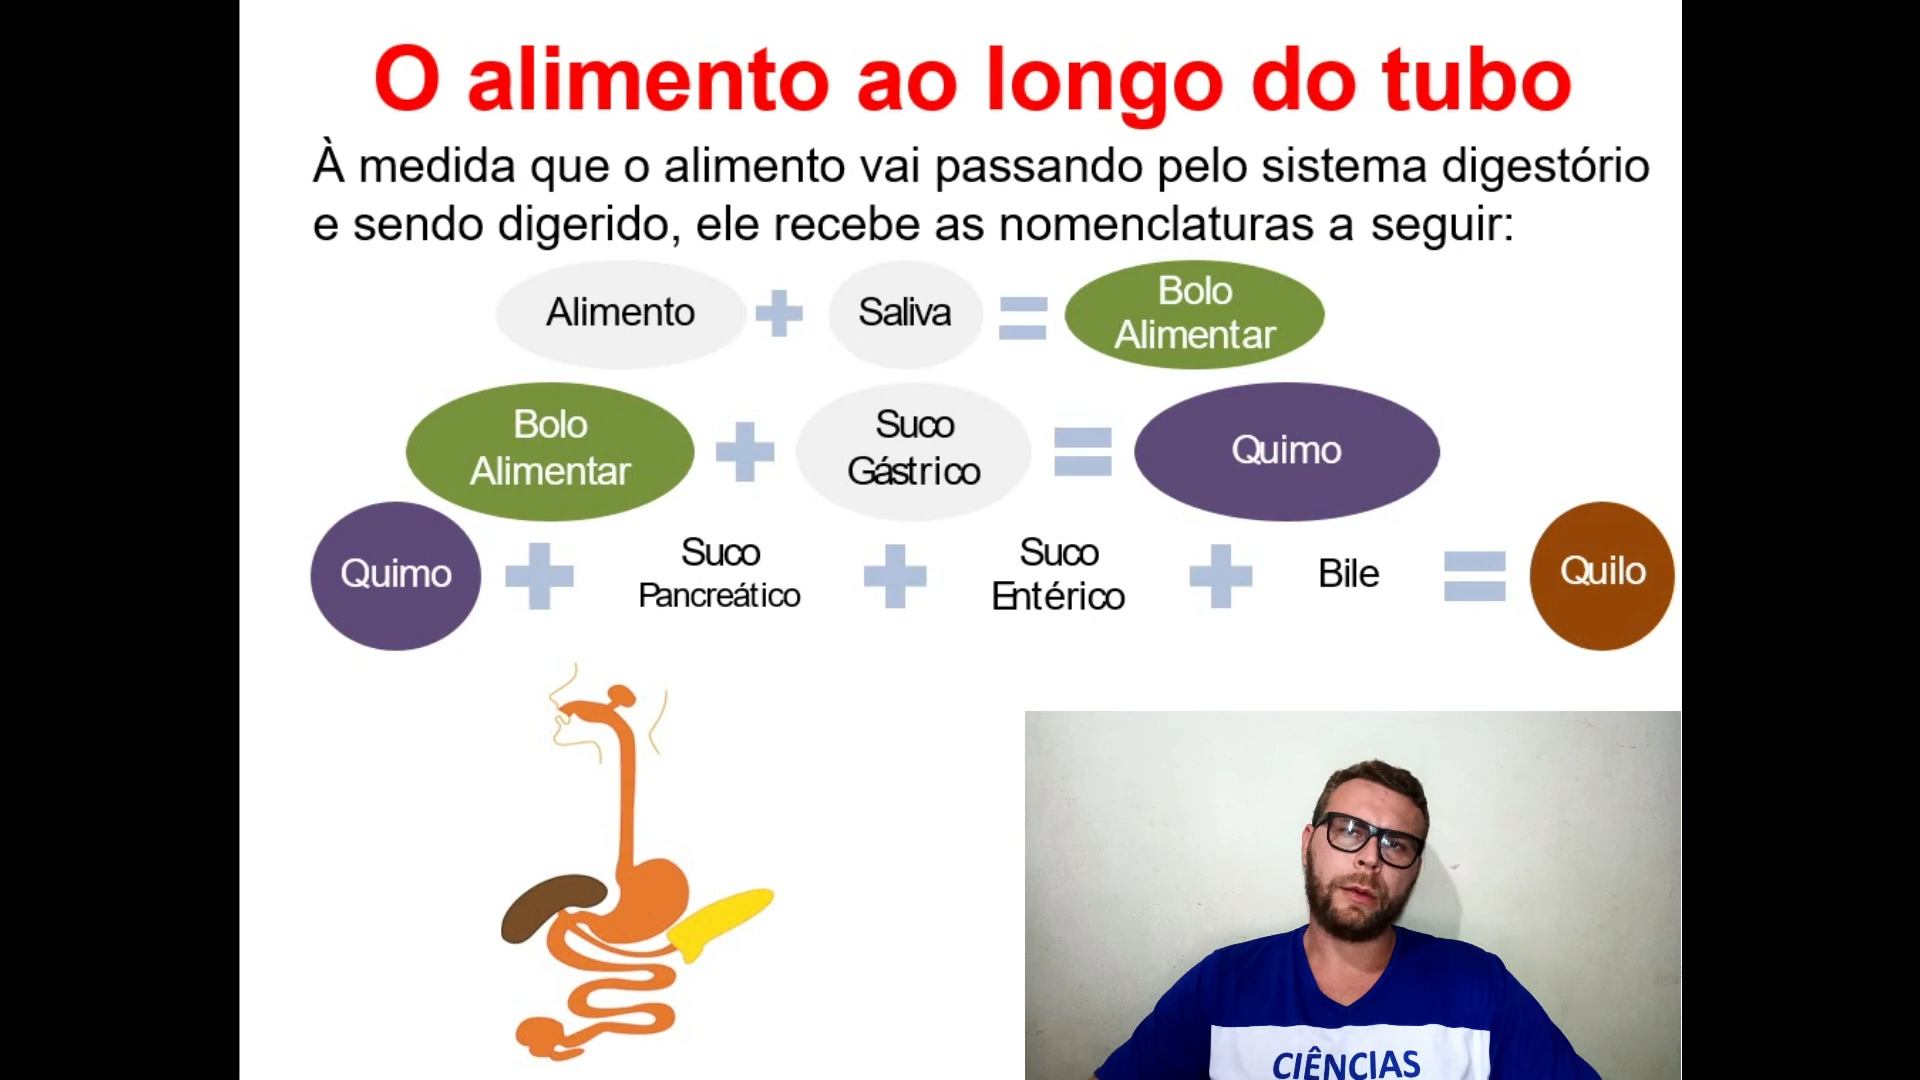 O alimento ao longo do tubo
À medida que o alimento vai passando pelo sistema digestório
e sendo digerido, ele recebe as nomenclaturas a seguir:
Alimento + Saliva = Bolo
Alimentar
Bolo
Alimentar + Suco
Gástrico = Quimo
Quimo + Suco
Pancreático + Suco
Entérico + Bile = Quilo
CIÊNCIAS